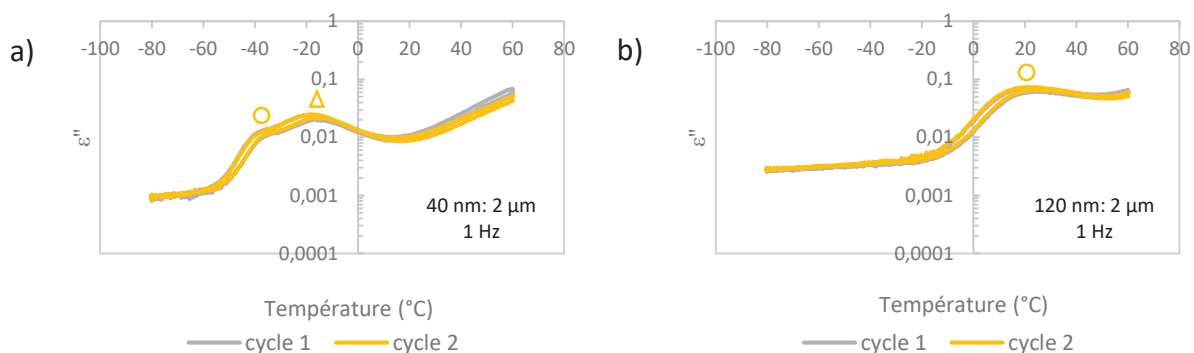 a)
1
-100 -80 -60 -40 -20 0 20 40 60 80
0,1
0,01
0,001
0,0001
ε"
40 nm: 2 µm
1 Hz
Température (°C)
cycle 1 cycle 2
b)
1
-100 -80 -60 -40 -20 0 20 40 60 80
0,1
0,01
0,001
0,0001
ε"
120 nm: 2 µm
1 Hz
Température (°C)
cycle 1 cycle 2